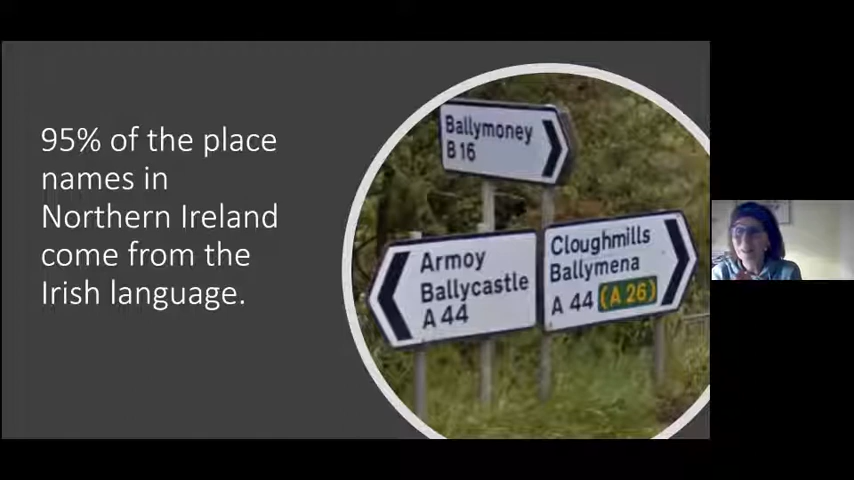 95% of the place
names in
Northern Ireland
come from the
Irish language.
Ballymoney
B 16
Armoy
Ballycastle
A 44
Cloughmills
Ballymena
A 44 (A 26)